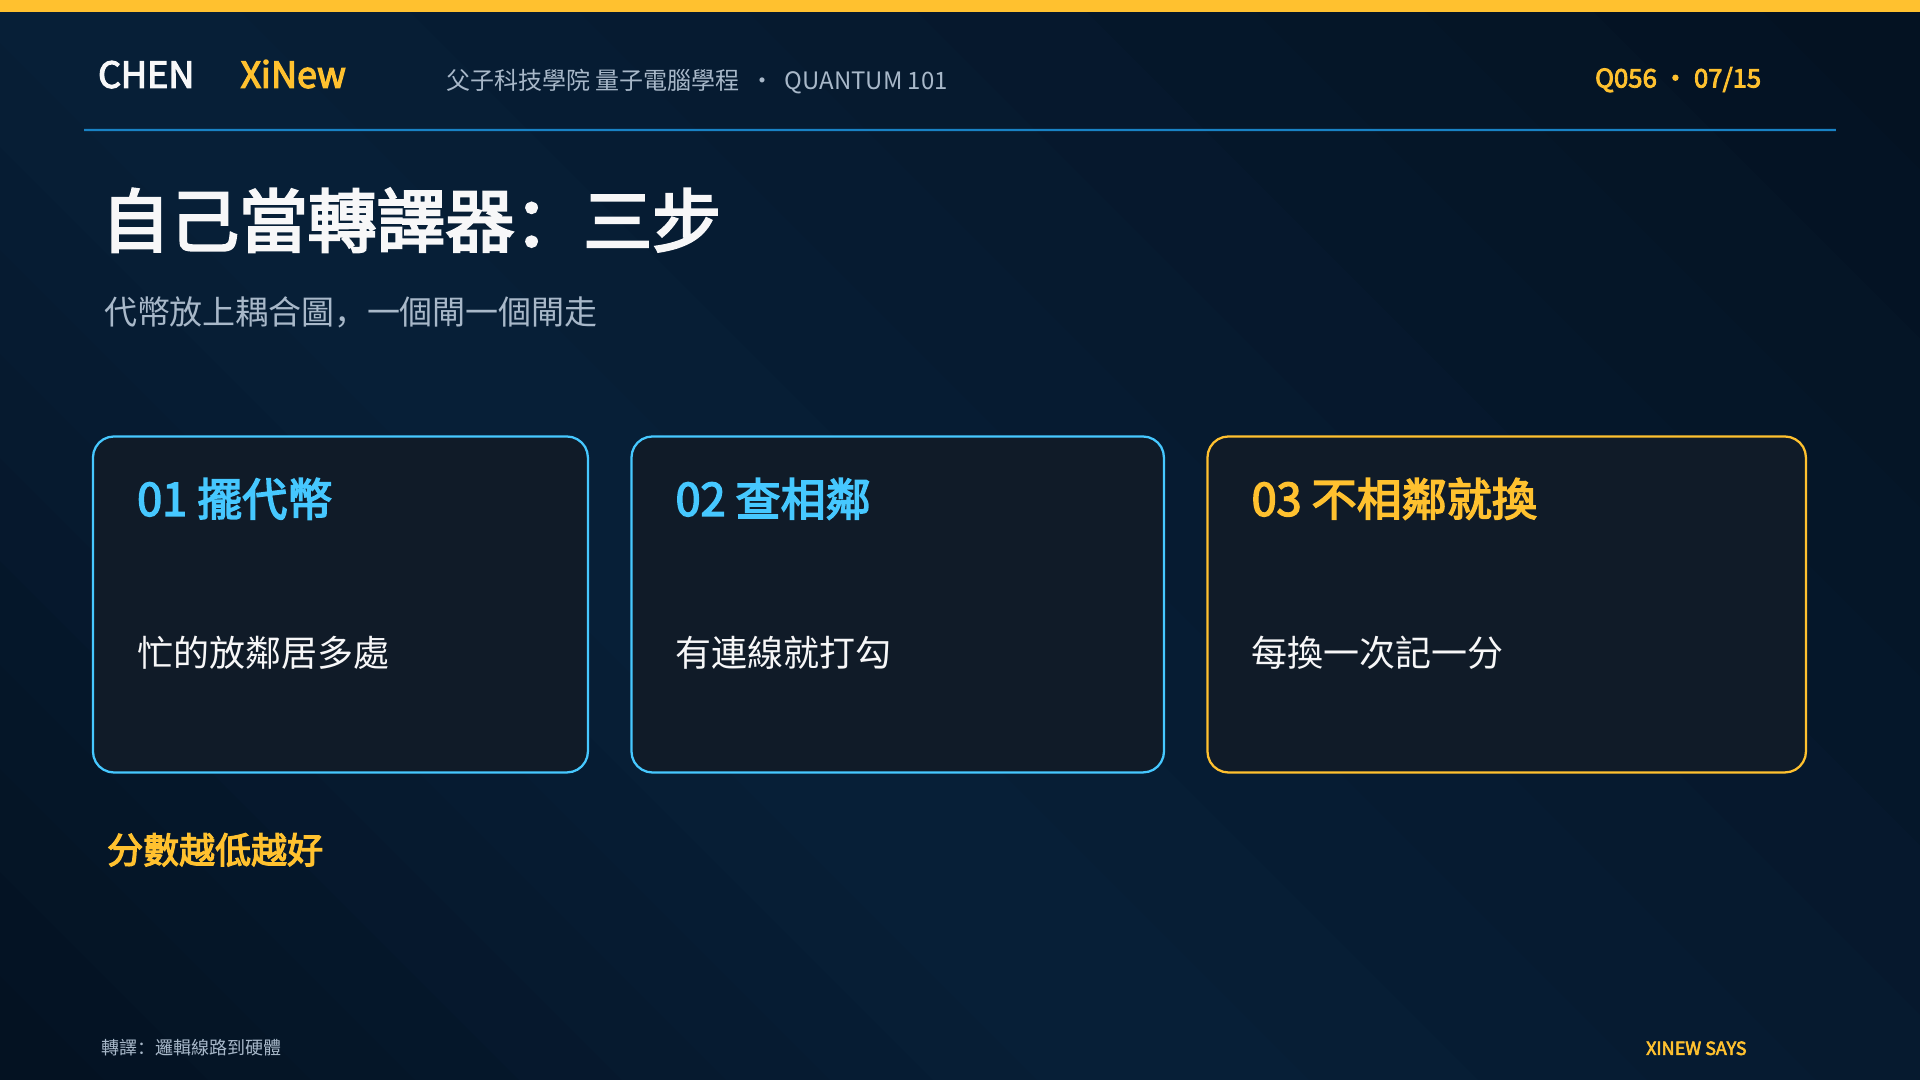 CHEN XiNew 父子科技學院 量子電腦學程 • QUANTUM 101 Q056 • 07/15
自己當轉譯器：三步
代幣放上耦合圖，一個閘一個閘走
01 擺代幣
忙的放鄰居多處
02 查相鄰
有連線就打勾
03 不相鄰就換
每換一次記一分
分數越低越好
轉譯：邏輯線路到硬體
XINEW SAYS